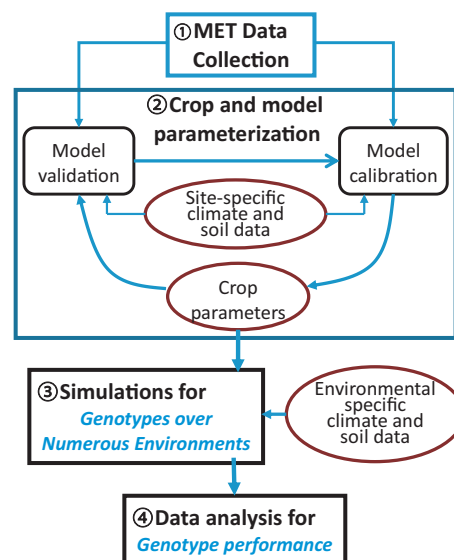 ①MET Data
Collection
②Crop and model
parameterization
Model
validation
Model
calibration
Site-specific
climate and
soil data
Crop
parameters
③Simulations for
Genotypes over
Numerous Environments
Environmental
specific
climate and
soil data
④Data analysis for
Genotype performance